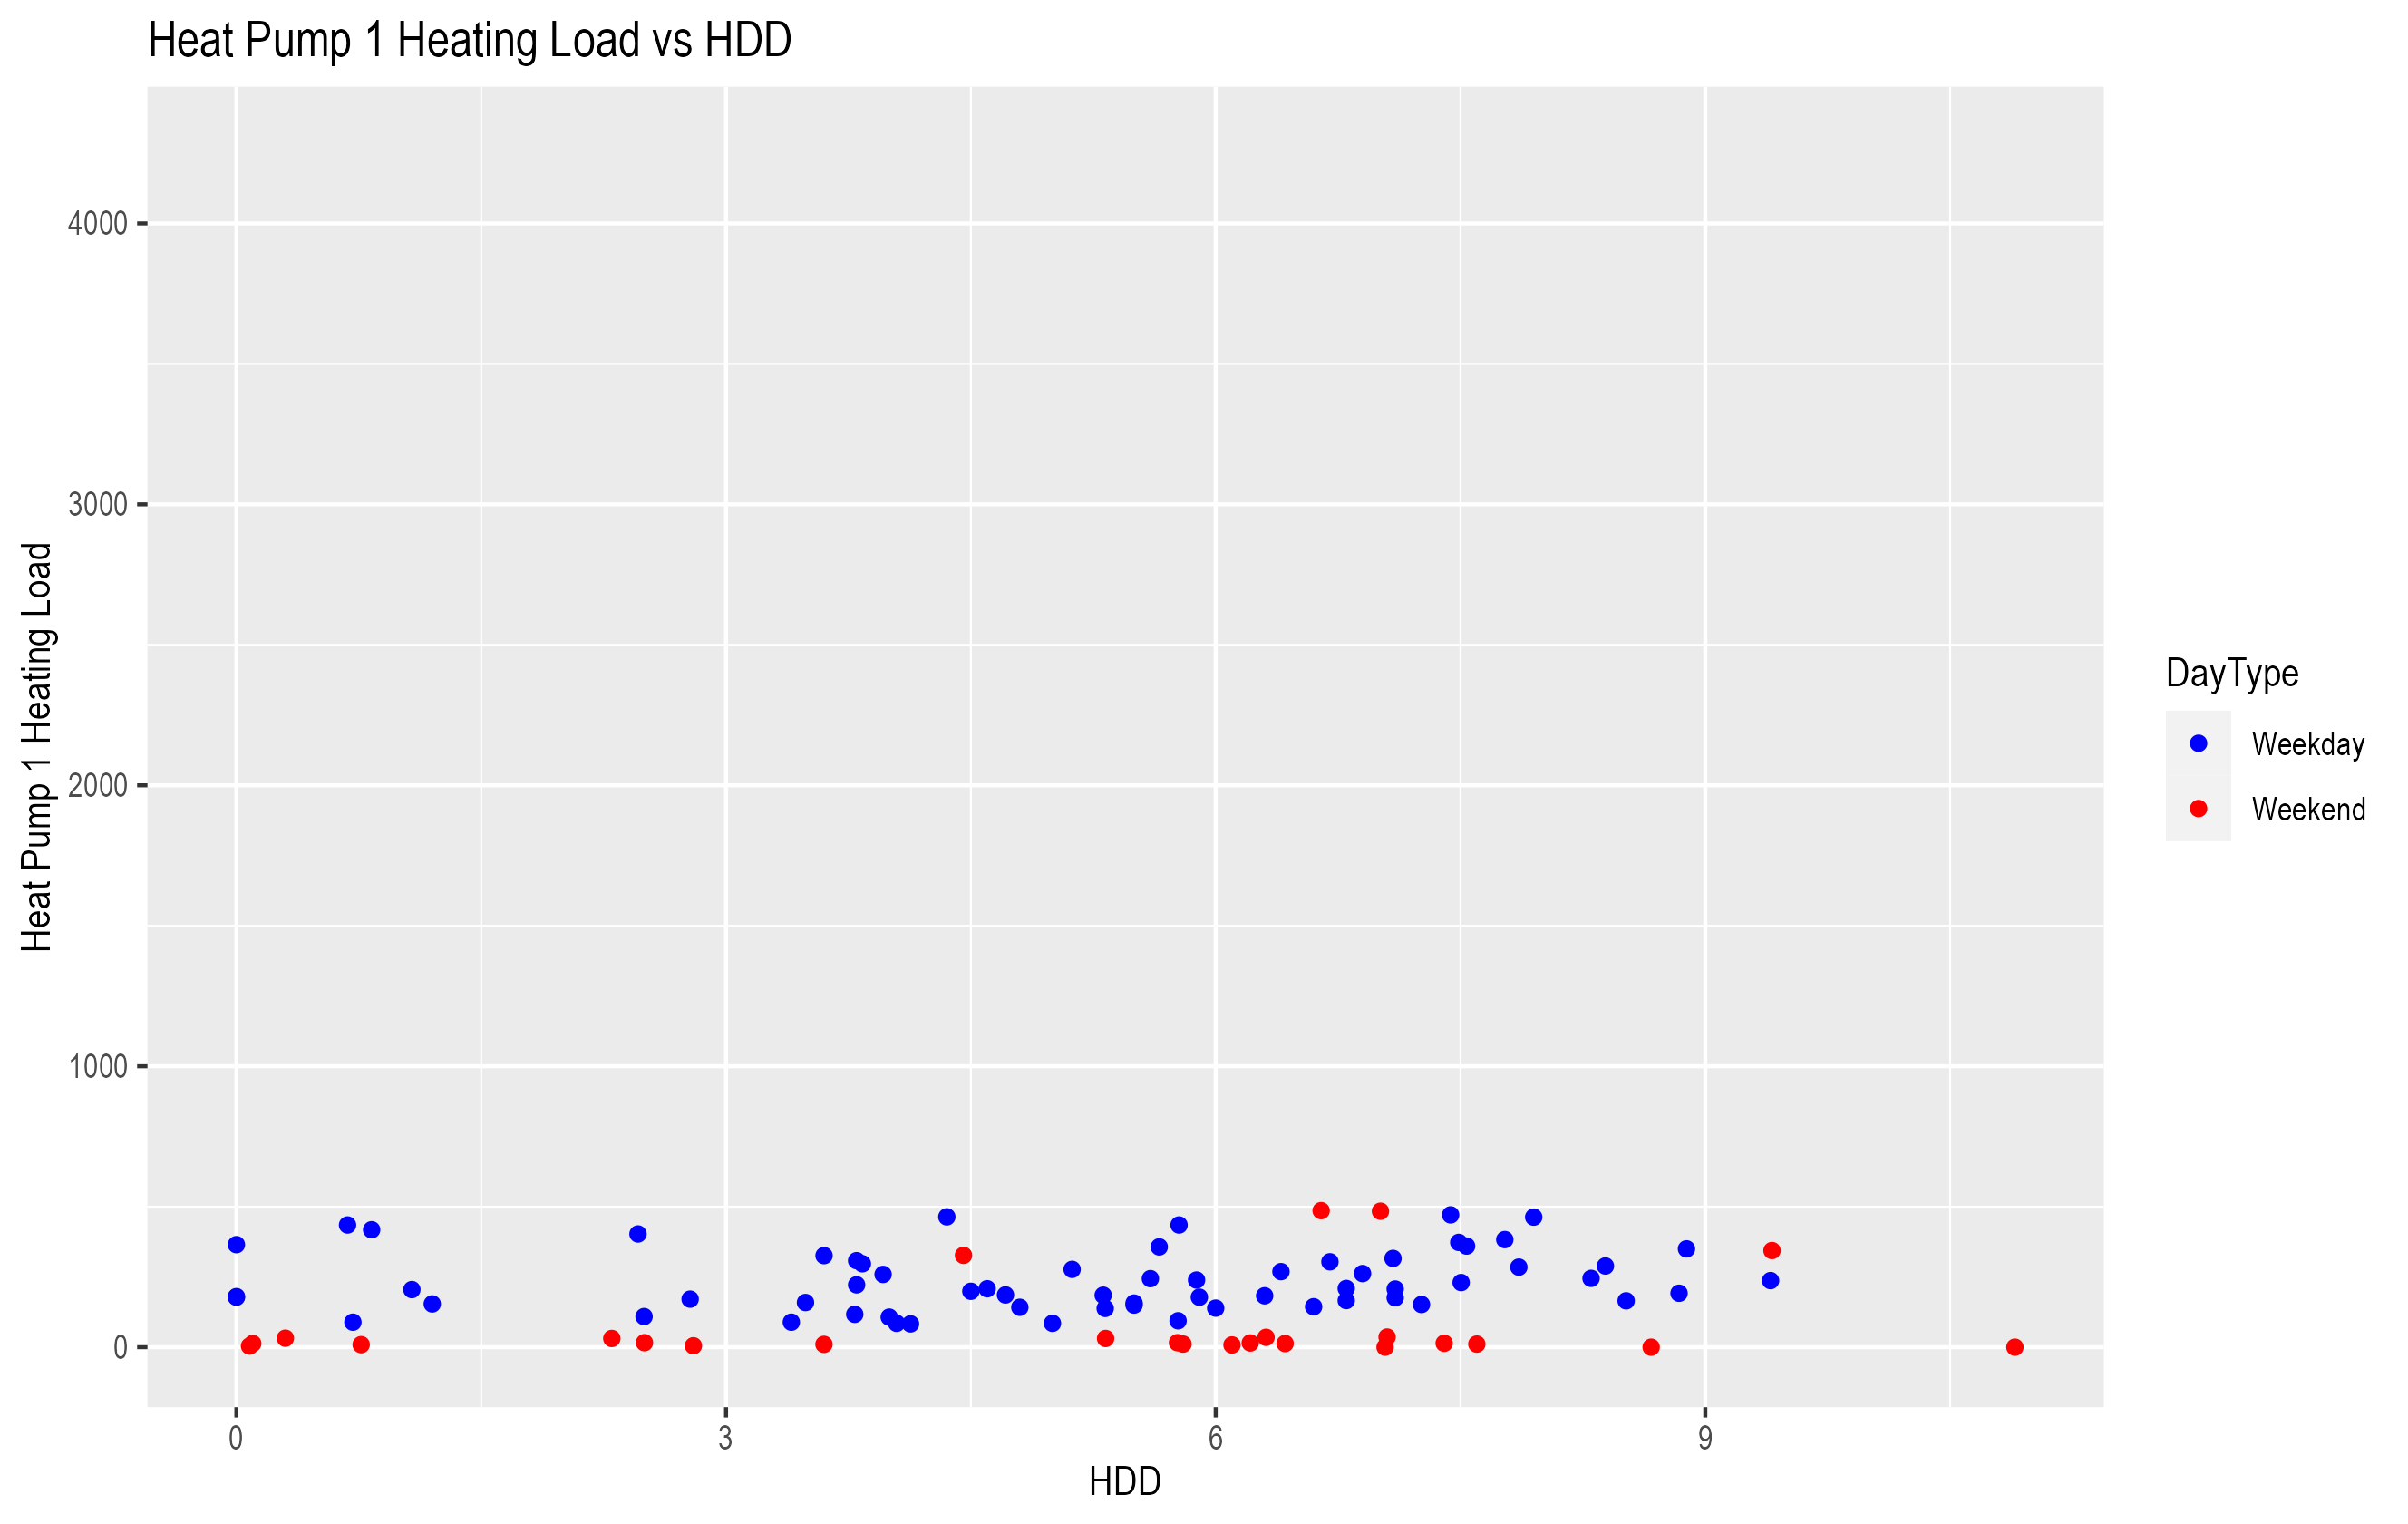 Heat Pump 1 Heating Load vs HDD
Heat Pump 1 Heating Load
4000
3000
2000
1000
0
0
3
6
9
HDD
DayType
Weekday
Weekend